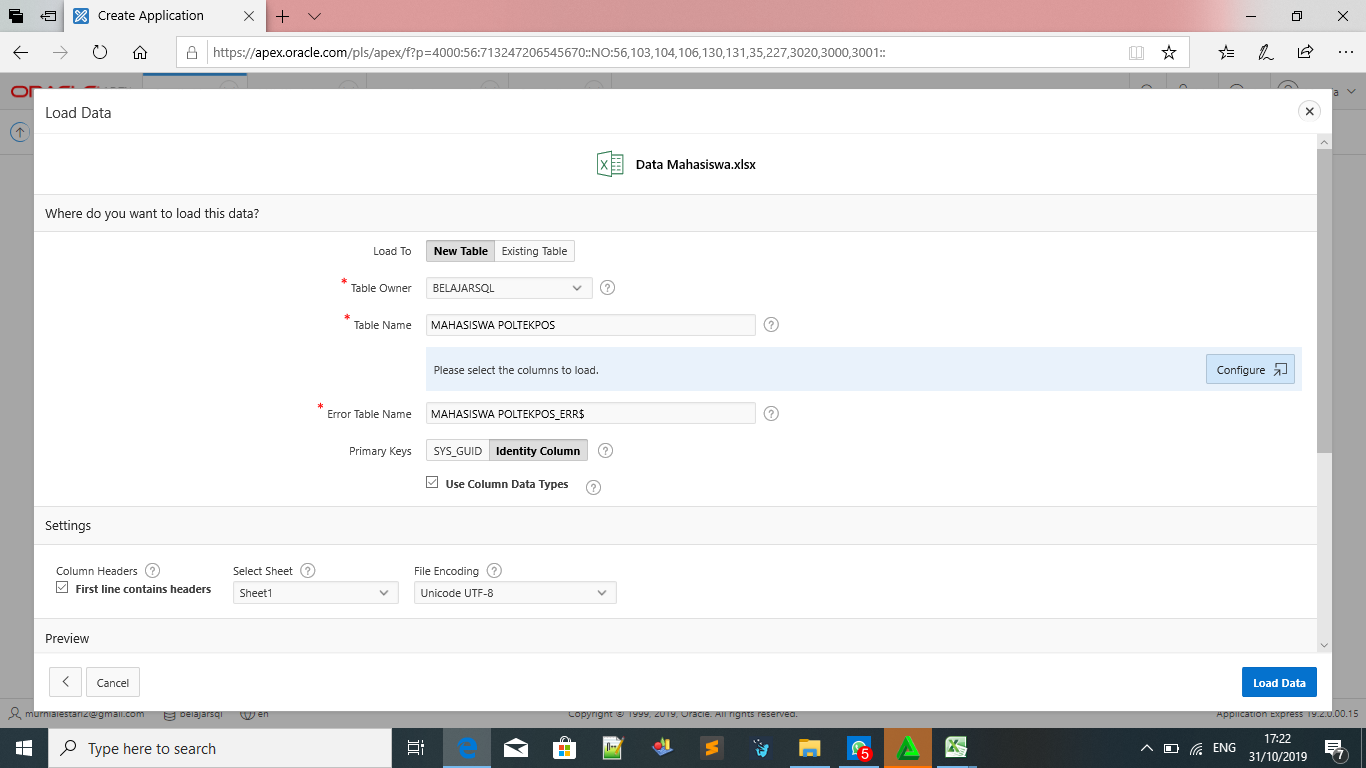 Create Application
https://apex.oracle.com/pls/apex/f?p=4000:56:713247206545670::NO:56,103,104,106,130,131,35,227,3020,3000,3001::
Load Data
Data Mahasiswa.xlsx
Where do you want to load this data?
Load To New Table Existing Table
* Table Owner BELAJARSQL ?
* Table Name MAHASISWA POLTEKPOS ?
Please select the columns to load. Configure
* Error Table Name MAHASISWA POLTEKPOS_ERR$ ?
Primary Keys SYS_GUID Identity Column ?
Use Column Data Types ?
Settings
Column Headers ? Select Sheet ? File Encoding ?
First line contains headers Sheet1 Unicode UTF-8
Preview
Cancel Load Data
murnialestari2@gmail.com belajarsql en Copyright © 1999, 2019, Oracle. All rights reserved. Application Express 19.2.0.00.15
Type here to search 5 ENG 17:22
31/10/2019 7